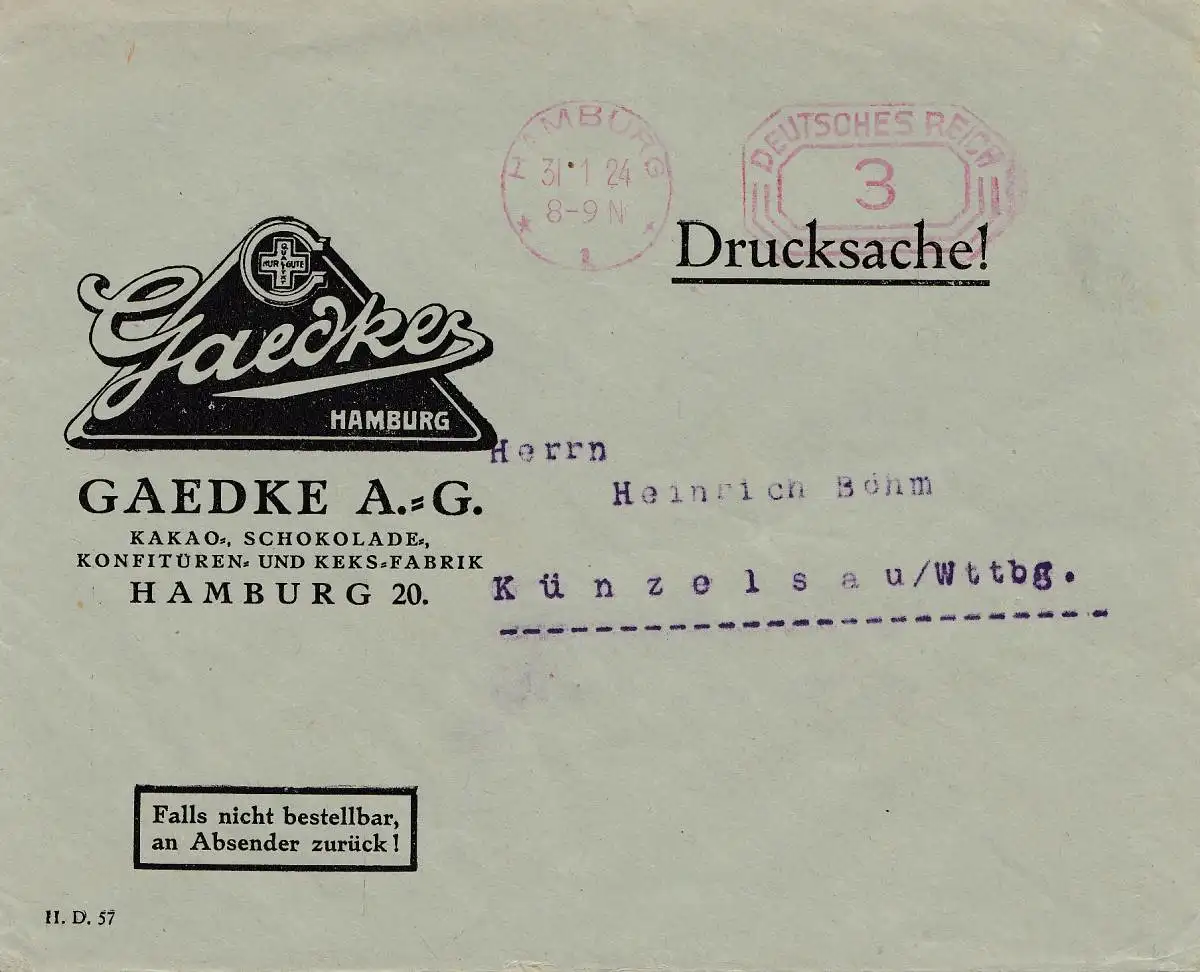 HAMBURG
31 1 24
8-9 N
DEUTSCHES REICH
3
Drucksache!
QUALITÄT
NUR GUTE
Gaedke
HAMBURG
GAEDKE A.=G.
KAKAO=, SCHOKOLADE=,
KONFITÜREN= UND KEKS=FABRIK
HAMBURG 20.
Herrn
Heinrich Böhm
Künzelsau/Wttbg.
Falls nicht bestellbar,
an Absender zurück!
H. D. 57